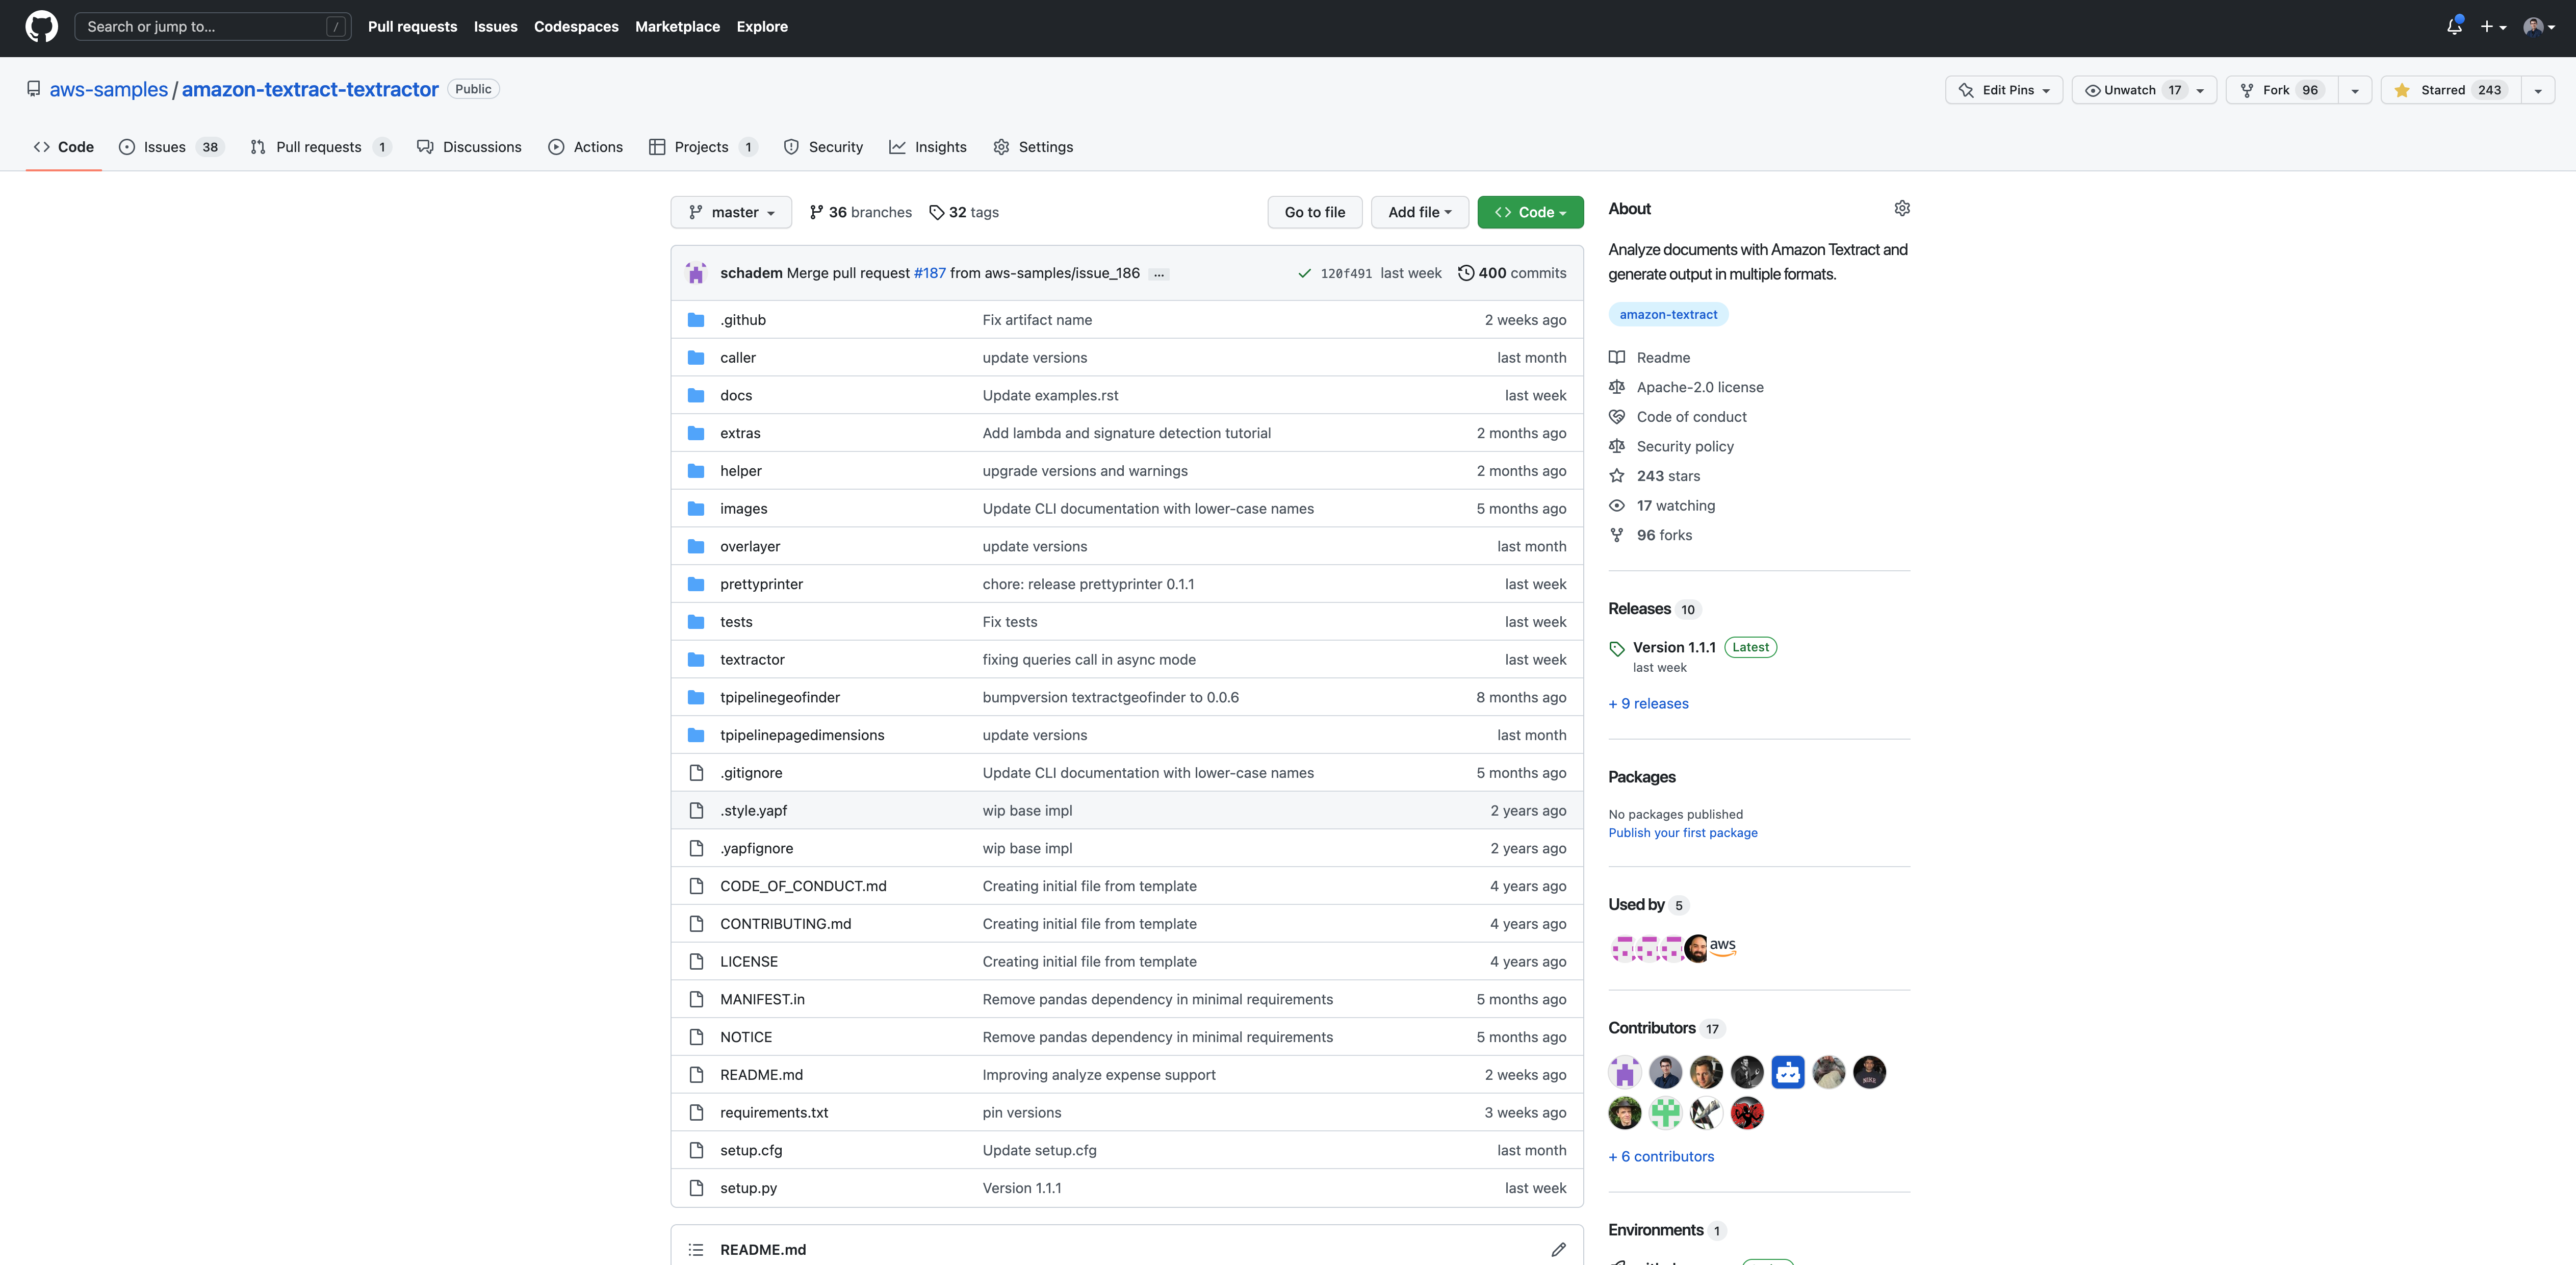 Search or jump to... /
Pull requests Issues Codespaces Marketplace Explore
aws-samples / amazon-textract-textractor Public
Edit Pins Unwatch 17 Fork 96 Starred 243
Code Issues 38 Pull requests 1 Discussions Actions Projects 1 Security Insights Settings
master 36 branches 32 tags Go to file Add file Code
schadem Merge pull request #187 from aws-samples/issue_186 ... 120f491 last week 400 commits
.github Fix artifact name 2 weeks ago
caller update versions last month
docs Update examples.rst last week
extras Add lambda and signature detection tutorial 2 months ago
helper upgrade versions and warnings 2 months ago
images Update CLI documentation with lower-case names 5 months ago
overlayer update versions last month
prettyprinter chore: release prettyprinter 0.1.1 last week
tests Fix tests last week
textractor fixing queries call in async mode last week
tpipelinegeofinder bumpversion textractgeofinder to 0.0.6 8 months ago
tpipelinepagedimensions update versions last month
.gitignore Update CLI documentation with lower-case names 5 months ago
.style.yapf wip base impl 2 years ago
.yapfignore wip base impl 2 years ago
CODE_OF_CONDUCT.md Creating initial file from template 4 years ago
CONTRIBUTING.md Creating initial file from template 4 years ago
LICENSE Creating initial file from template 4 years ago
MANIFEST.in Remove pandas dependency in minimal requirements 5 months ago
NOTICE Remove pandas dependency in minimal requirements 5 months ago
README.md Improving analyze expense support 2 weeks ago
requirements.txt pin versions 3 weeks ago
setup.cfg Update setup.cfg last month
setup.py Version 1.1.1 last week
README.md
About
Analyze documents with Amazon Textract and
generate output in multiple formats.
amazon-textract
Readme
Apache-2.0 license
Code of conduct
Security policy
243 stars
17 watching
96 forks
Releases 10
Version 1.1.1 Latest
last week
+ 9 releases
Packages
No packages published
Publish your first package
Used by 5
aws
Contributors 17
NIKE
+ 6 contributors
Environments 1